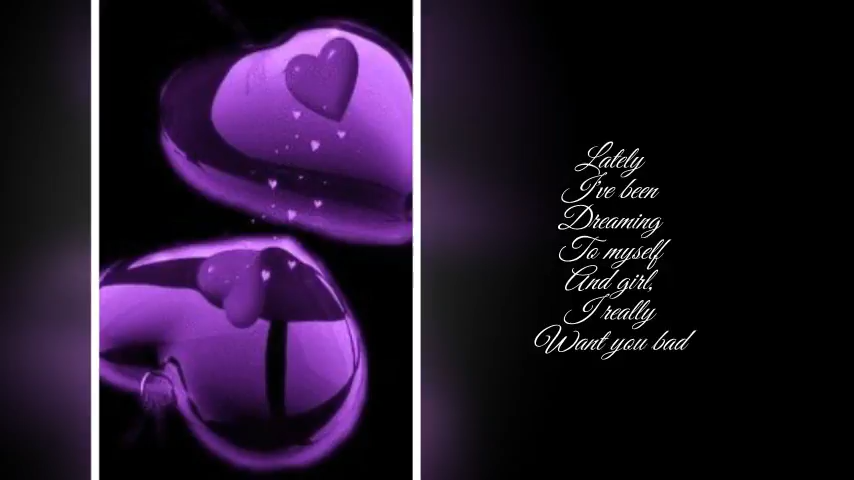 Lately
I've been
Dreaming
To myself
And girl,
I really
Want you bad